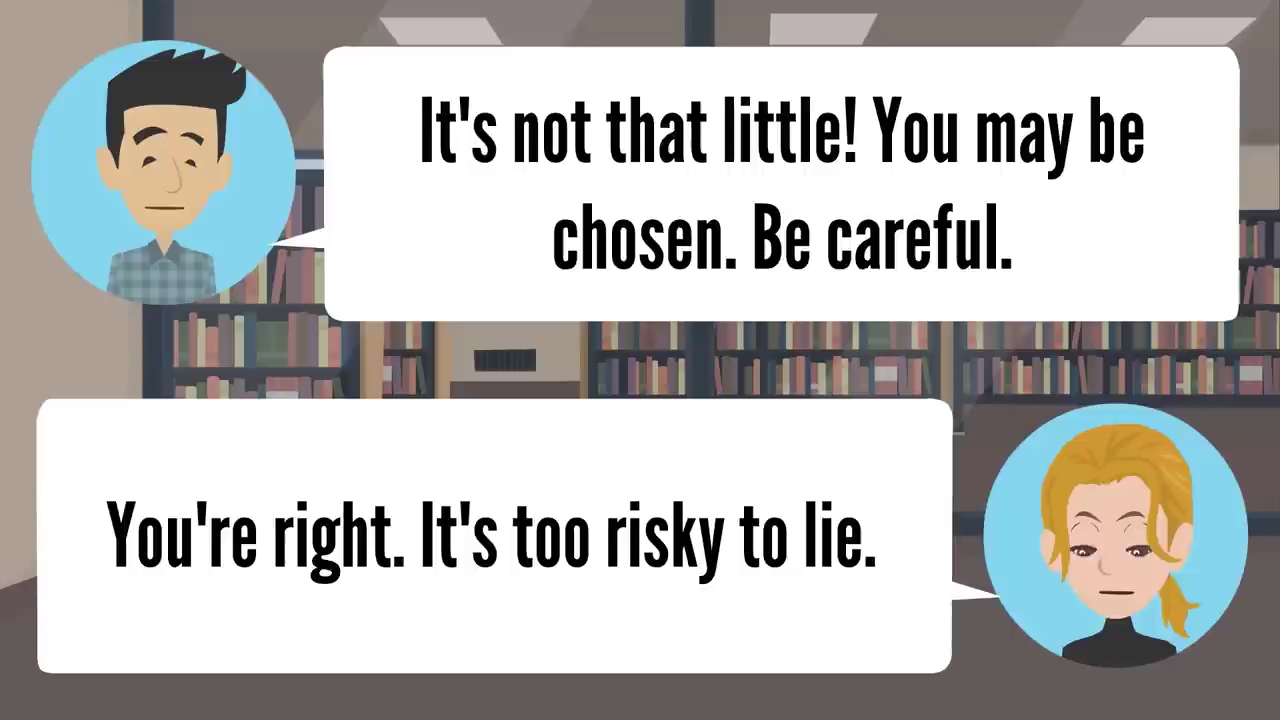 It's not that little! You may be
chosen. Be careful.
You're right. It's too risky to lie.